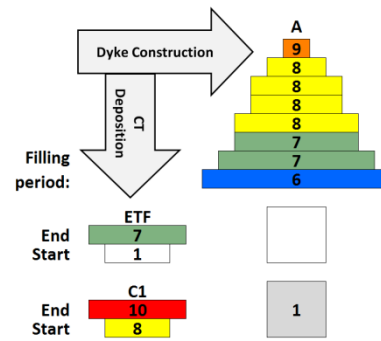 Dyke Construction
CT
Deposition
A
9
8
8
8
8
7
7
6
Filling
period:
ETF
End 7
Start 1
C1
End 10 1
Start 8